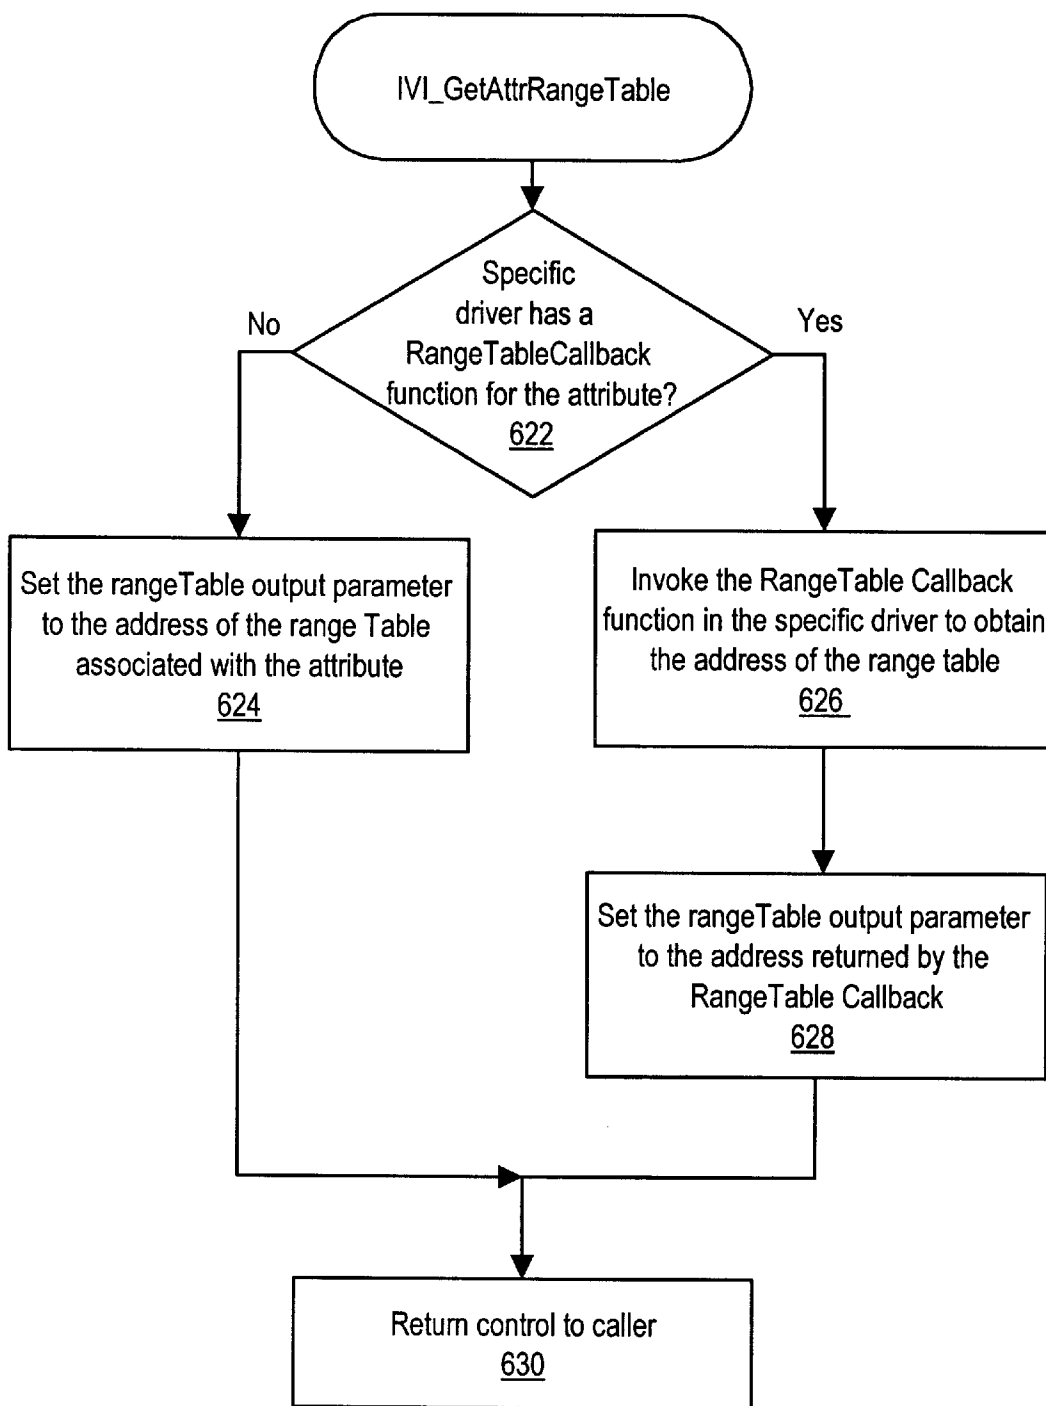 IVI_GetAttrRangeTable
Specific
driver has a
RangeTableCallback
function for the attribute?
622
No
Yes
Set the rangeTable output parameter
to the address of the range Table
associated with the attribute
624
Invoke the RangeTable Callback
function in the specific driver to obtain
the address of the range table
626
Set the rangeTable output parameter
to the address returned by the
RangeTable Callback
628
Return control to caller
630